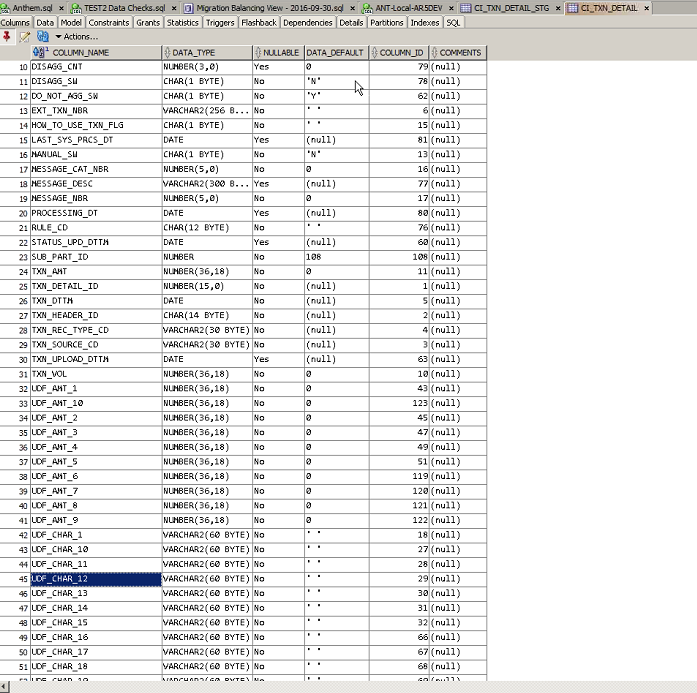 Anthem.sql TEST2 Data Checks.sql Migration Balancing View - 2016-09-30.sql ANT-Local-AR5DEV CI_TXN_DETAIL_STG CI_TXN_DETAIL
Columns Data Model Constraints Grants Statistics Triggers Flashback Dependencies Details Partitions Indexes SQL
Actions...
COLUMN_NAME DATA_TYPE NULLABLE DATA_DEFAULT COLUMN_ID COMMENTS
10 DISAGG_CNT NUMBER(3,0) Yes 0 79 (null)
11 DISAGG_SW CHAR(1 BYTE) No 'N' 78 (null)
12 DO_NOT_AGG_SW CHAR(1 BYTE) No 'Y' 62 (null)
13 EXT_TXN_NBR VARCHAR2(256 B... No ' ' 6 (null)
14 HOW_TO_USE_TXN_FLG CHAR(1 BYTE) No ' ' 15 (null)
15 LAST_SYS_PRCS_DT DATE Yes (null) 81 (null)
16 MANUAL_SW CHAR(1 BYTE) No 'N' 13 (null)
17 MESSAGE_CAT_NBR NUMBER(5,0) No 0 16 (null)
18 MESSAGE_DESC VARCHAR2(300 B... Yes (null) 77 (null)
19 MESSAGE_NBR NUMBER(5,0) No 0 17 (null)
20 PROCESSING_DT DATE Yes (null) 80 (null)
21 RULE_CD CHAR(12 BYTE) No ' ' 76 (null)
22 STATUS_UPD_DTTM DATE Yes (null) 60 (null)
23 SUB_PART_ID NUMBER No 108 108 (null)
24 TXN_AMT NUMBER(36,18) No 0 11 (null)
25 TXN_DETAIL_ID NUMBER(15,0) No (null) 1 (null)
26 TXN_DTTM DATE No (null) 5 (null)
27 TXN_HEADER_ID CHAR(14 BYTE) No (null) 2 (null)
28 TXN_REC_TYPE_CD VARCHAR2(30 BYTE) No (null) 4 (null)
29 TXN_SOURCE_CD VARCHAR2(30 BYTE) No (null) 3 (null)
30 TXN_UPLOAD_DTTM DATE Yes (null) 63 (null)
31 TXN_VOL NUMBER(36,18) No 0 10 (null)
32 UDF_AMT_1 NUMBER(36,18) No 0 43 (null)
33 UDF_AMT_10 NUMBER(36,18) No 0 123 (null)
34 UDF_AMT_2 NUMBER(36,18) No 0 45 (null)
35 UDF_AMT_3 NUMBER(36,18) No 0 47 (null)
36 UDF_AMT_4 NUMBER(36,18) No 0 49 (null)
37 UDF_AMT_5 NUMBER(36,18) No 0 51 (null)
38 UDF_AMT_6 NUMBER(36,18) No 0 119 (null)
39 UDF_AMT_7 NUMBER(36,18) No 0 120 (null)
40 UDF_AMT_8 NUMBER(36,18) No 0 121 (null)
41 UDF_AMT_9 NUMBER(36,18) No 0 122 (null)
42 UDF_CHAR_1 VARCHAR2(60 BYTE) No ' ' 18 (null)
43 UDF_CHAR_10 VARCHAR2(60 BYTE) No ' ' 27 (null)
44 UDF_CHAR_11 VARCHAR2(60 BYTE) No ' ' 28 (null)
45 UDF_CHAR_12 VARCHAR2(60 BYTE) No ' ' 29 (null)
46 UDF_CHAR_13 VARCHAR2(60 BYTE) No ' ' 30 (null)
47 UDF_CHAR_14 VARCHAR2(60 BYTE) No ' ' 31 (null)
48 UDF_CHAR_15 VARCHAR2(60 BYTE) No ' ' 32 (null)
49 UDF_CHAR_16 VARCHAR2(60 BYTE) No ' ' 66 (null)
50 UDF_CHAR_17 VARCHAR2(60 BYTE) No ' ' 67 (null)
51 UDF_CHAR_18 VARCHAR2(60 BYTE) No ' ' 68 (null)
52 UDF_CHAR_19 VARCHAR2(60 BYTE) No ' ' 69 (null)